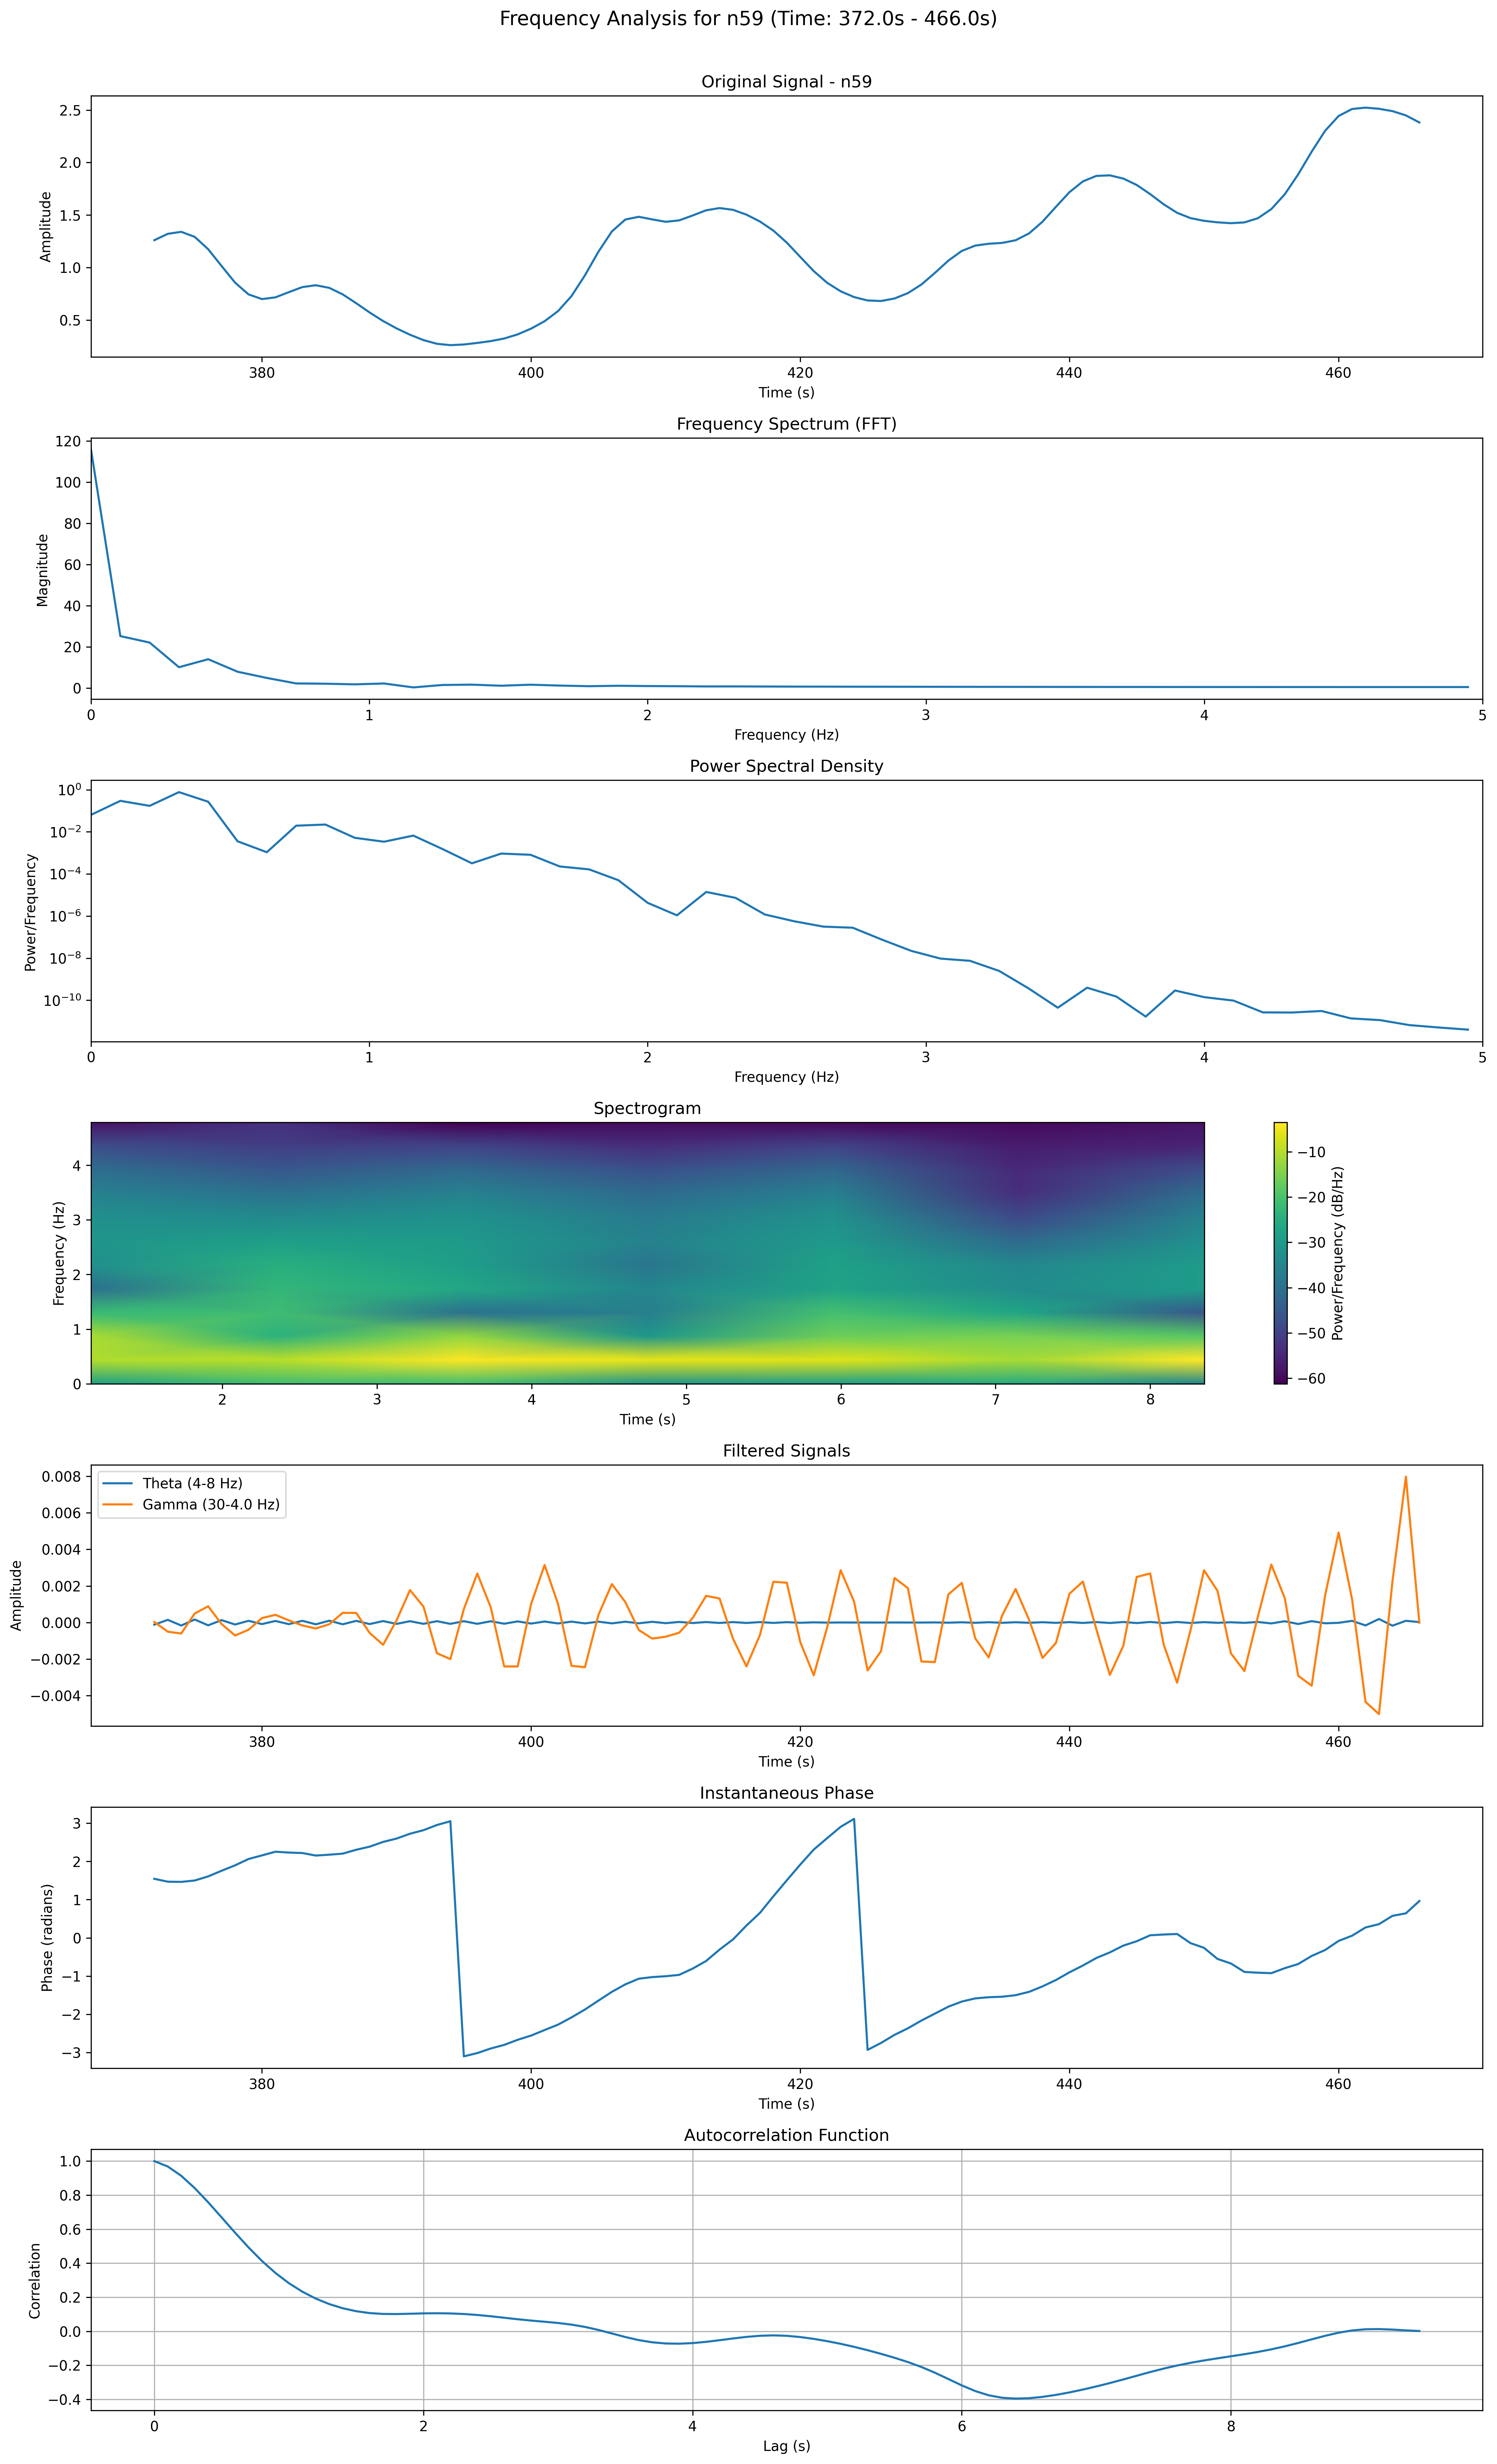 Frequency Analysis for n59 (Time: 372.0s - 466.0s)
Original Signal - n59
Amplitude
2.5
2.0
1.5
1.0
0.5
380 400 420 440 460
Time (s)
Frequency Spectrum (FFT)
Magnitude
120
100
80
60
40
20
0
0 1 2 3 4 5
Frequency (Hz)
Power Spectral Density
Power/Frequency
10⁰
10⁻²
10⁻⁴
10⁻⁶
10⁻⁸
10⁻¹⁰
0 1 2 3 4 5
Frequency (Hz)
Spectrogram
Frequency (Hz)
4
3
2
1
0
2 3 4 5 6 7 8
Time (s)
−10
−20
−30
−40
−50
−60
Power/Frequency (dB/Hz)
Filtered Signals
Theta (4-8 Hz)
Gamma (30-4.0 Hz)
Amplitude
0.008
0.006
0.004
0.002
0.000
−0.002
−0.004
380 400 420 440 460
Time (s)
Instantaneous Phase
Phase (radians)
3
2
1
0
−1
−2
−3
380 400 420 440 460
Time (s)
Autocorrelation Function
Correlation
1.0
0.8
0.6
0.4
0.2
0.0
−0.2
−0.4
0 2 4 6 8
Lag (s)